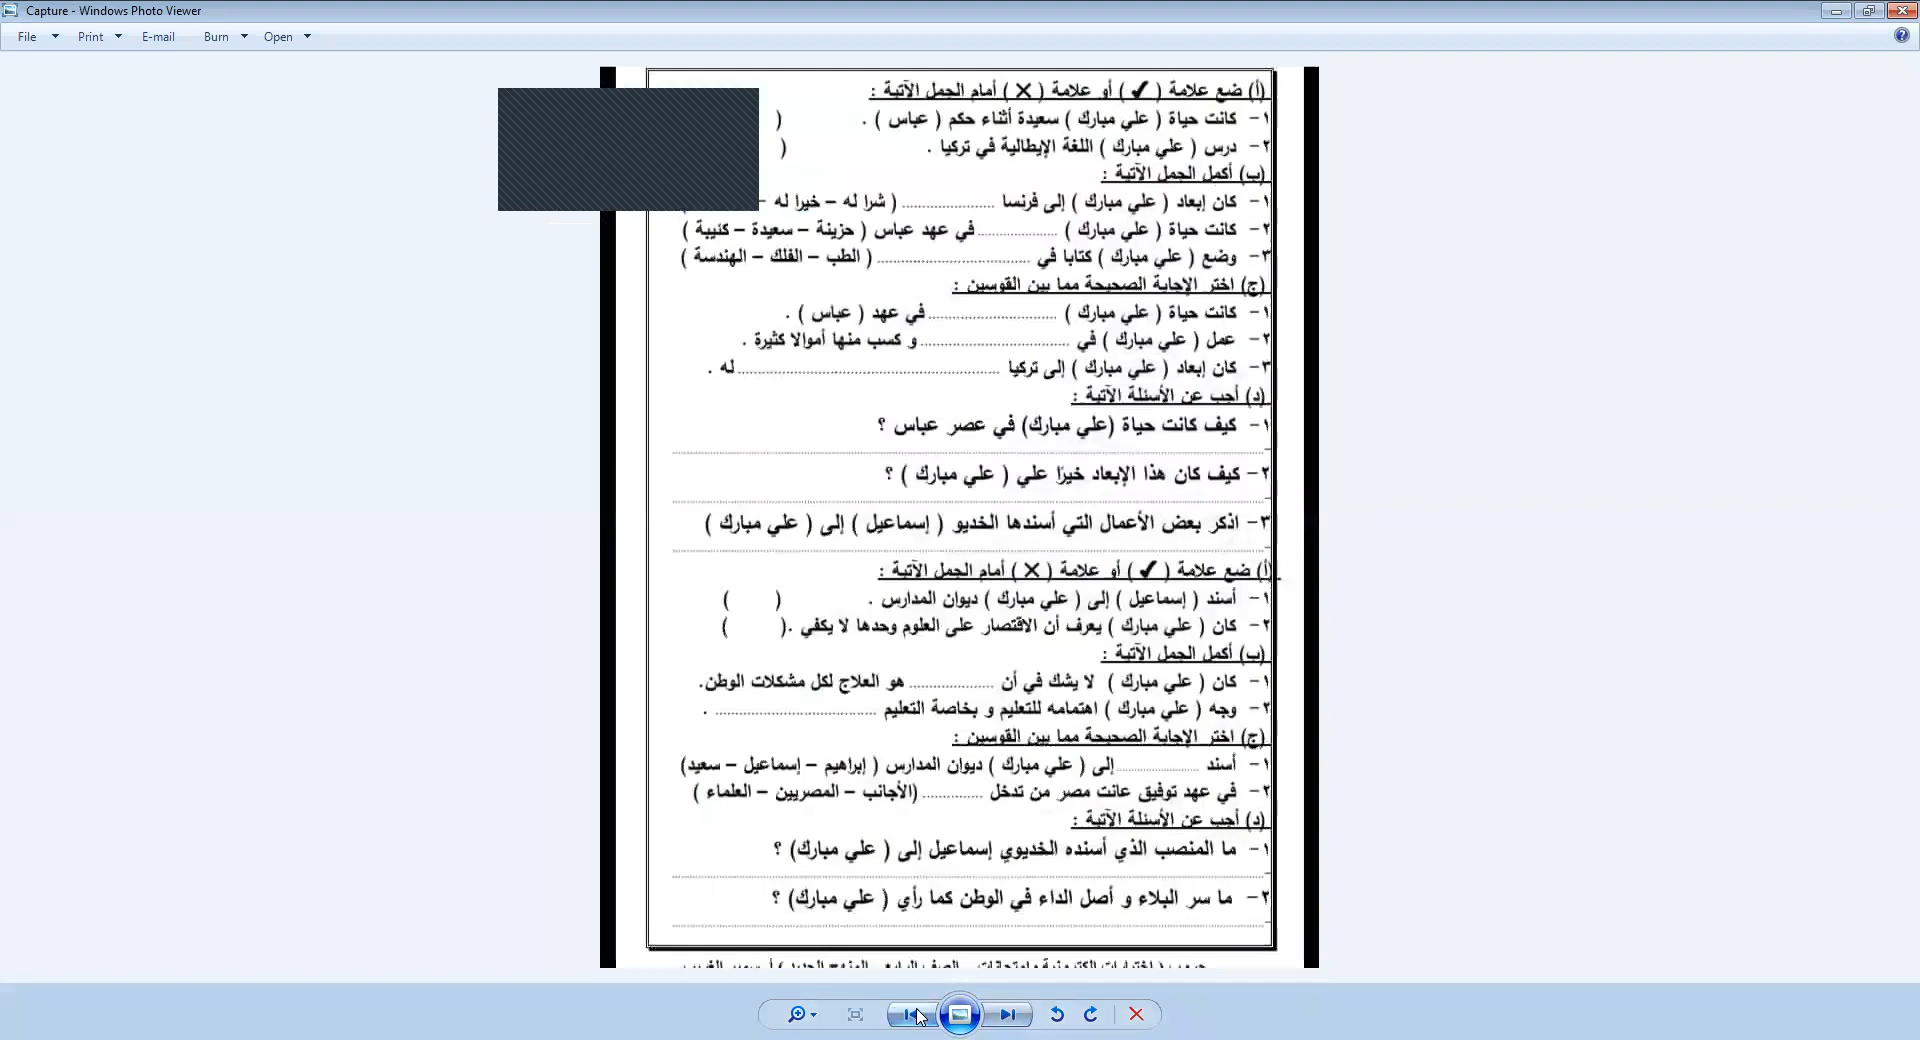 Capture - Windows Photo Viewer
File Print E-mail Burn Open
(أ) ضع علامة ( ✓ ) أو علامة ( ✕ ) أمام الجمل الآتية :
١- كانت حياة ( علي مبارك ) سعيدة أثناء حكم ( عباس ) . (
٢- درس ( علي مبارك ) اللغة الإيطالية في تركيا . (
(ب) أكمل الجمل الآتية :
١- كان إبعاد ( علي مبارك ) إلى فرنسا .................... ( شرا له – خيرا له –
٢- كانت حياة ( علي مبارك ) .................. في عهد عباس ( حزينة – سعيدة – كئيبة )
٣- وضع ( علي مبارك ) كتابا في .................................. ( الطب – الفلك – الهندسة )
(ج) اختر الإجابة الصحيحة مما بين القوسين :
١- كانت حياة ( علي مبارك ) ............................ في عهد ( عباس ) .
٢- عمل ( علي مبارك ) في ................................ و كسب منها أموالا كثيرة .
٣- كان إبعاد ( علي مبارك ) إلى تركيا ........................................................ له .
(د) أجب عن الأسئلة الآتية :
١- كيف كانت حياة (علي مبارك) في عصر عباس ؟
٢- كيف كان هذا الإبعاد خيرًا علي ( علي مبارك ) ؟
٣- اذكر بعض الأعمال التي أسندها الخديو ( إسماعيل ) إلى ( علي مبارك )
(أ) ضع علامة ( ✓ ) أو علامة ( ✕ ) أمام الجمل الآتية :
١- أسند ( إسماعيل ) إلى ( علي مبارك ) ديوان المدارس . ( )
٢- كان ( علي مبارك ) يعرف أن الاقتصار على العلوم وحدها لا يكفي .( )
(ب) أكمل الجمل الآتية :
١- كان ( علي مبارك ) لا يشك في أن .................. هو العلاج لكل مشكلات الوطن.
٢- وجه ( علي مبارك ) اهتمامه للتعليم و بخاصة التعليم .................................. .
(ج) اختر الإجابة الصحيحة مما بين القوسين :
١- أسند .................. إلى ( علي مبارك ) ديوان المدارس ( إبراهيم – إسماعيل – سعيد)
٢- في عهد توفيق عانت مصر من تدخل ............. (الأجانب – المصريين – العلماء )
(د) أجب عن الأسئلة الآتية :
١- ما المنصب الذي أسنده الخديوي إسماعيل إلى ( علي مبارك) ؟
٢- ما سر البلاء و أصل الداء في الوطن كما رأي ( علي مبارك) ؟